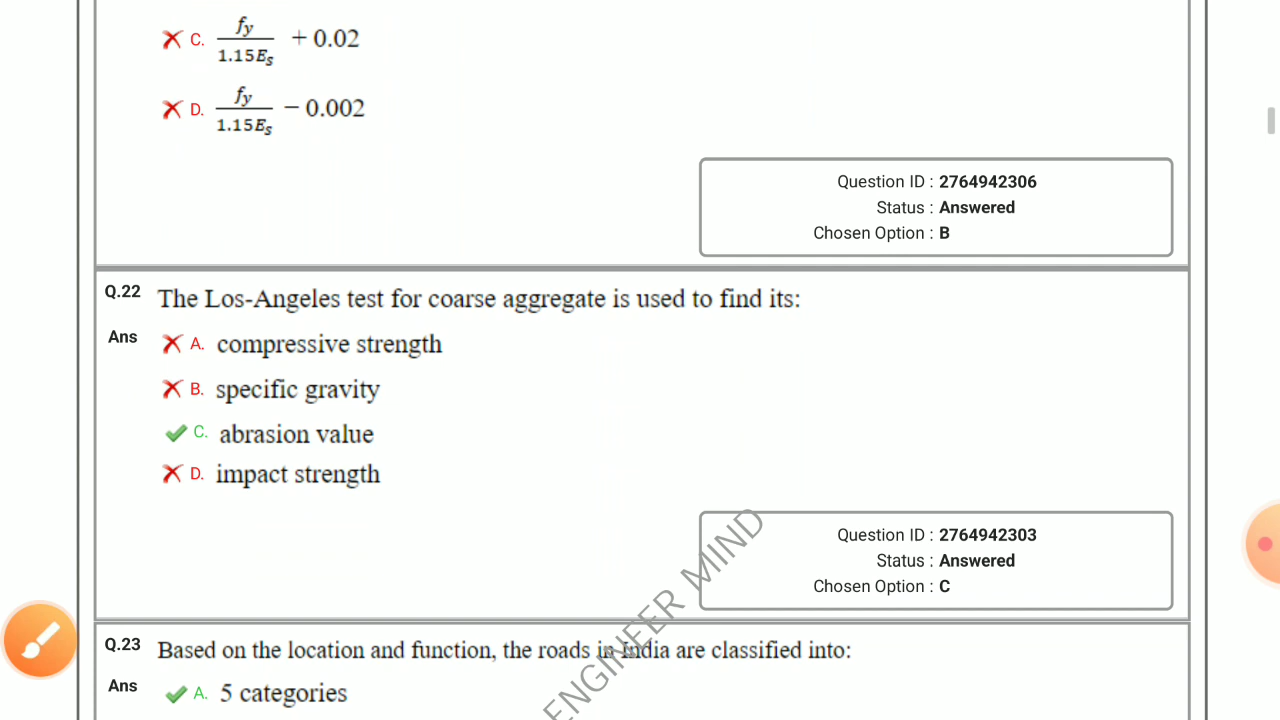 C. fy / 1.15Es + 0.02
D. fy / 1.15Es − 0.002
Question ID : 2764942306
Status : Answered
Chosen Option : B
Q.22 The Los-Angeles test for coarse aggregate is used to find its:
Ans A. compressive strength
B. specific gravity
C. abrasion value
D. impact strength
Question ID : 2764942303
Status : Answered
Chosen Option : C
ENGINEER MIND
Q.23 Based on the location and function, the roads in India are classified into:
Ans A. 5 categories